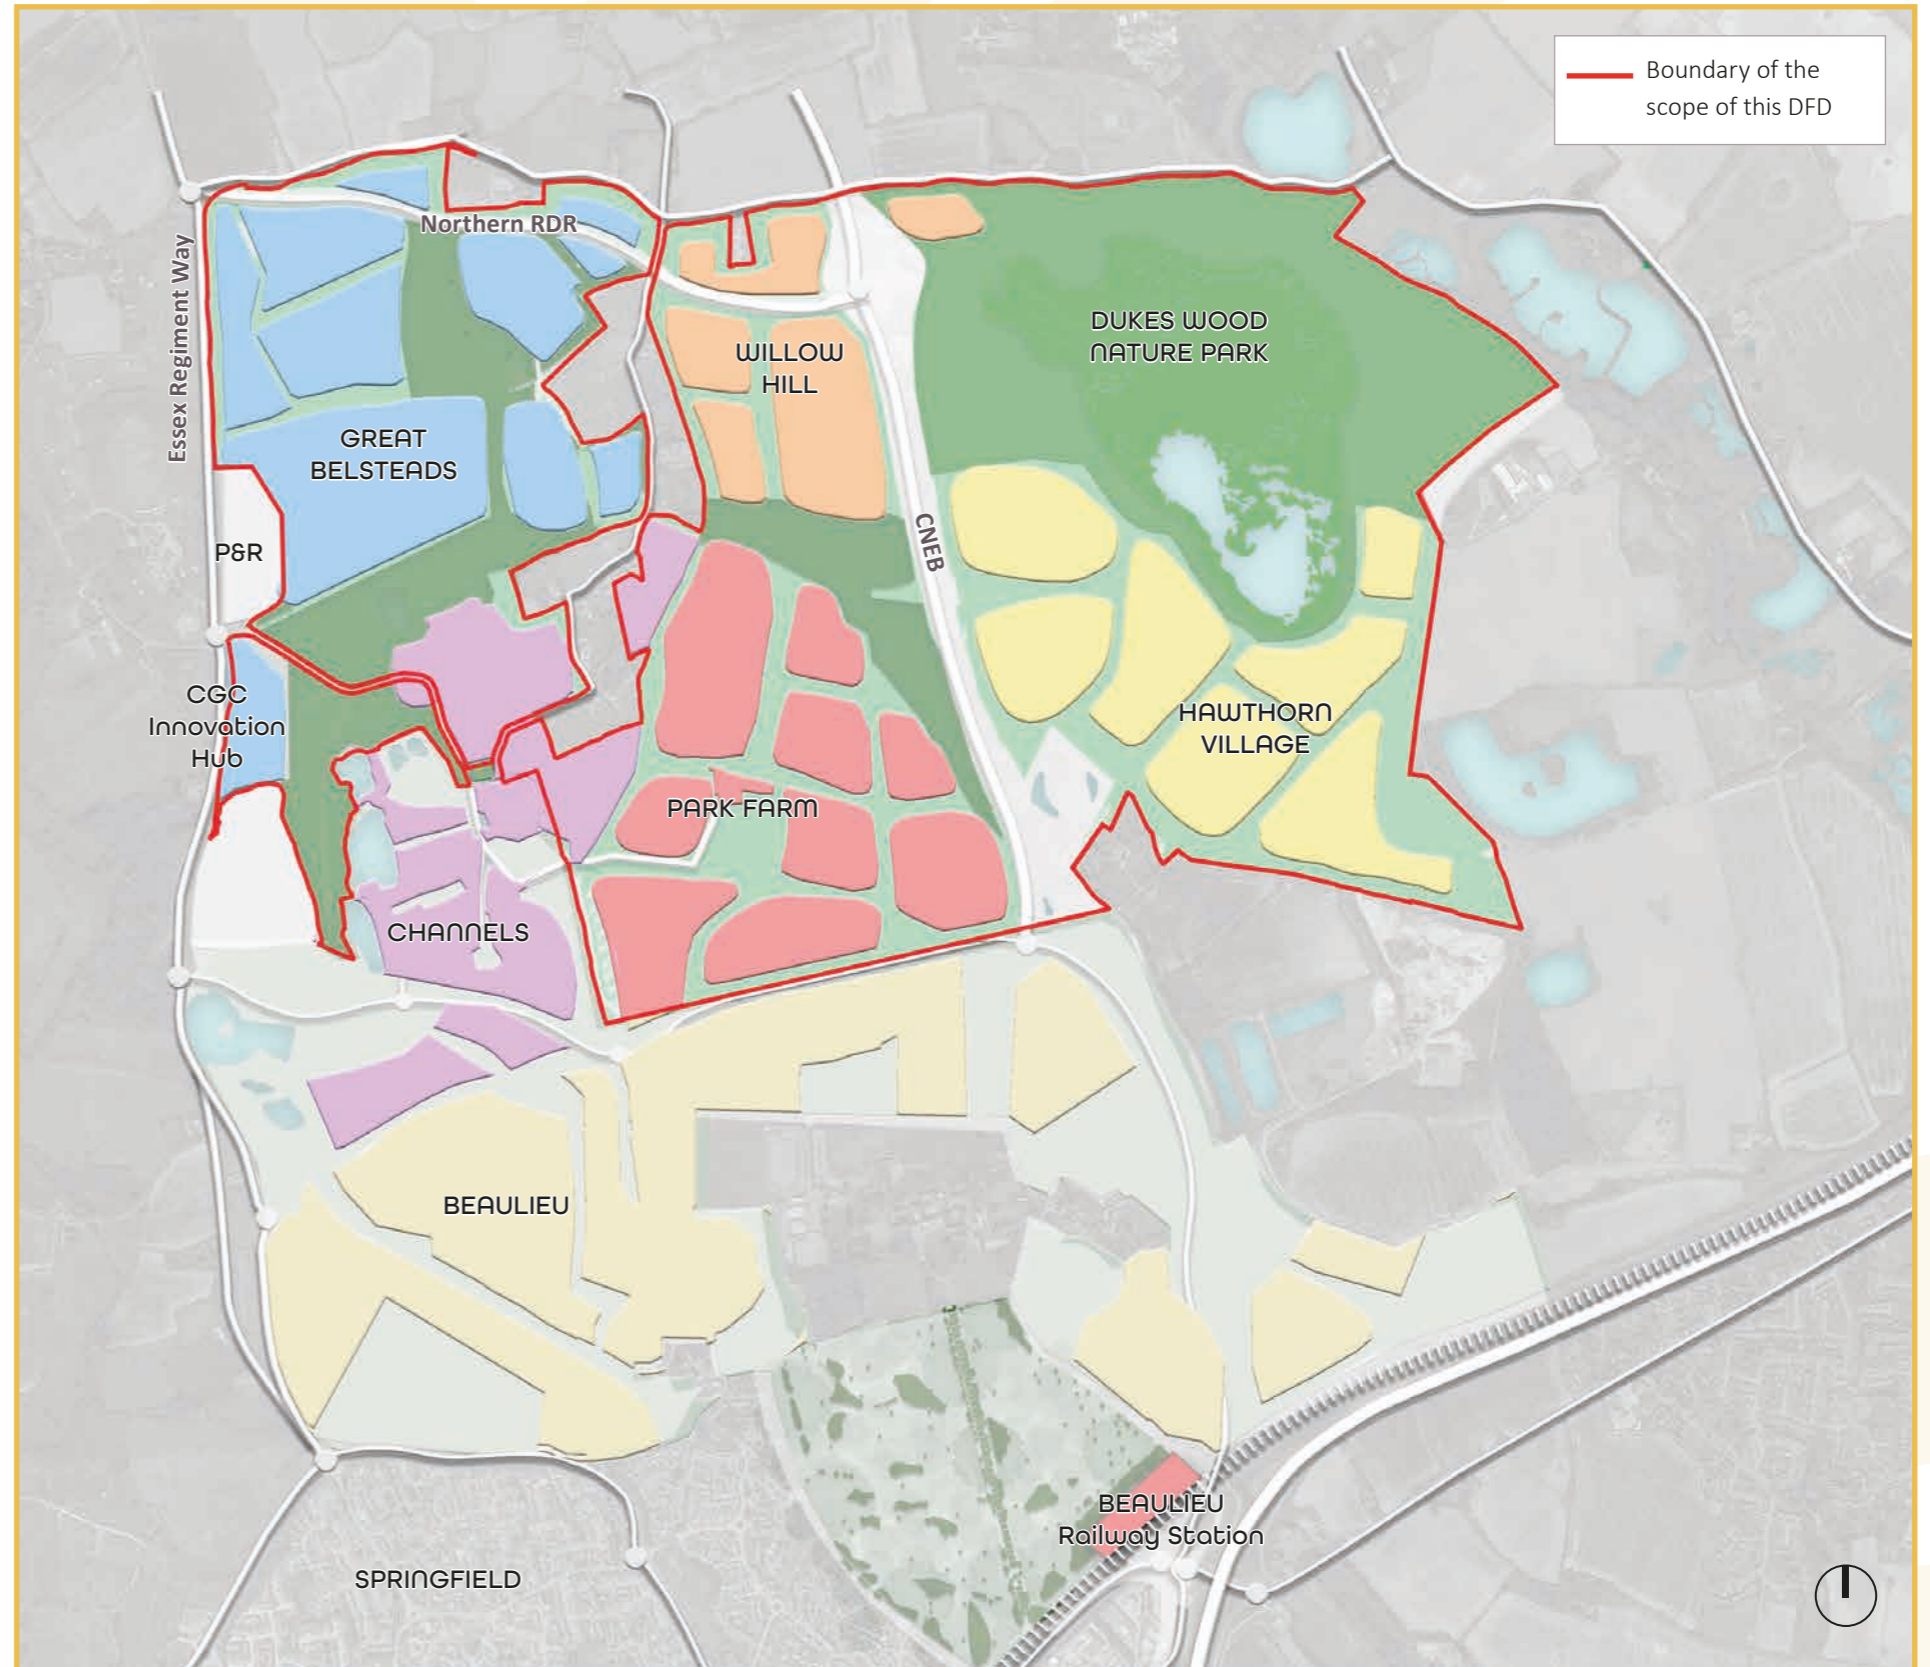 Boundary of the
scope of this DFD
Northern RDR
Essex Regiment Way
DUKES WOOD
NATURE PARK
WILLOW
HILL
GREAT
BELSTEADS
CNEB
P&R
CGC
Innovation
Hub
HAWTHORN
VILLAGE
PARK FARM
CHANNELS
BEAULIEU
BEAULIEU
Railway Station
SPRINGFIELD